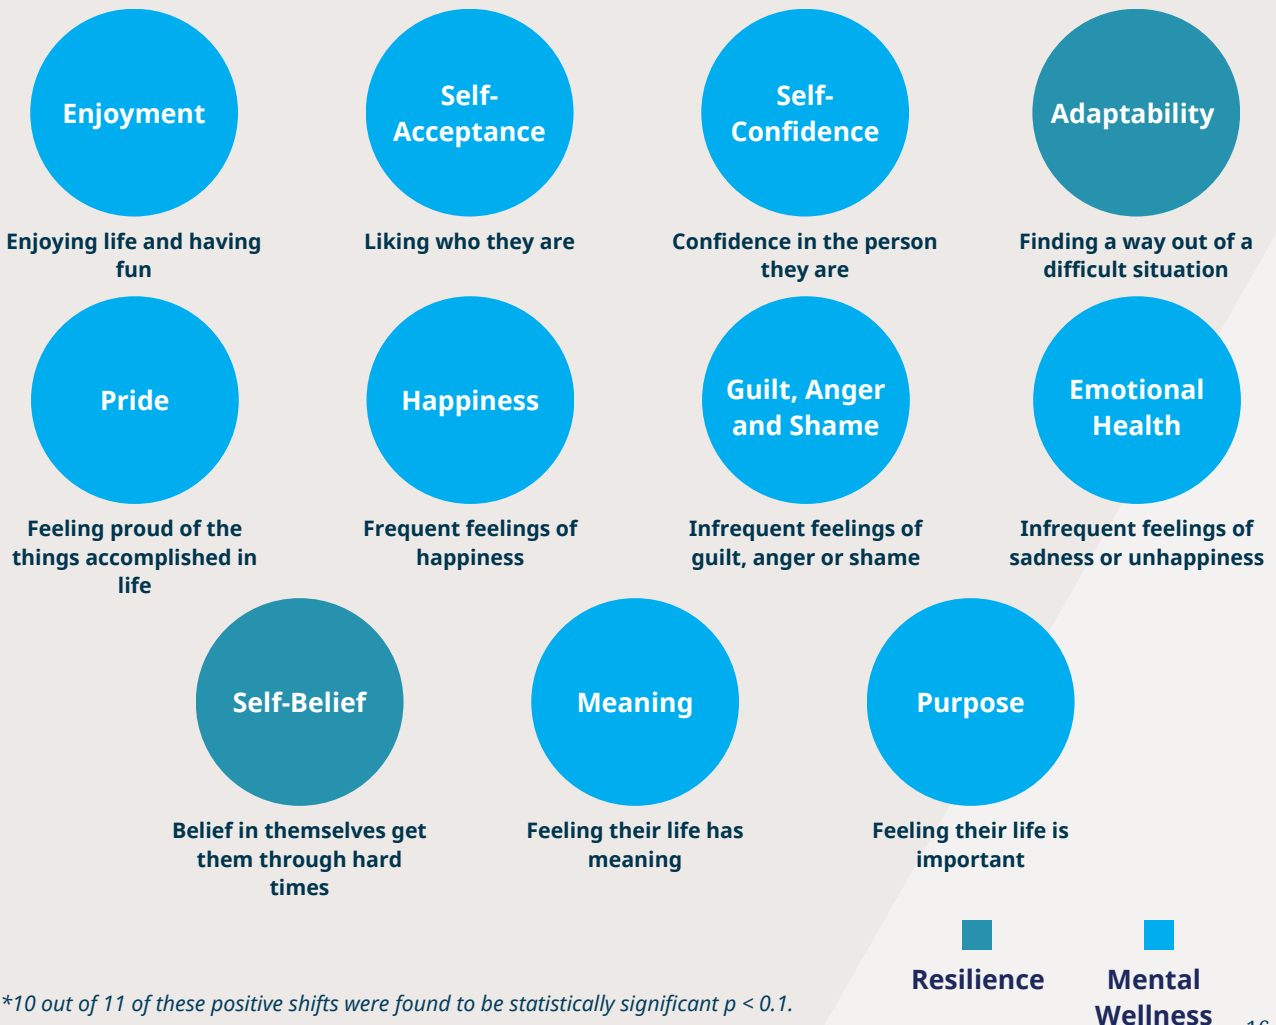 Enjoyment
Self-
Acceptance
Self-
Confidence
Adaptability
Enjoying life and having
fun
Liking who they are
Confidence in the person
they are
Finding a way out of a
difficult situation
Pride
Happiness
Guilt, Anger
and Shame
Emotional
Health
Feeling proud of the
things accomplished in
life
Frequent feelings of
happiness
Infrequent feelings of
guilt, anger or shame
Infrequent feelings of
sadness or unhappiness
Self-Belief
Meaning
Purpose
Belief in themselves get
them through hard
times
Feeling their life has
meaning
Feeling their life is
important
Resilience
Mental
Wellness
*10 out of 11 of these positive shifts were found to be statistically significant p < 0.1.